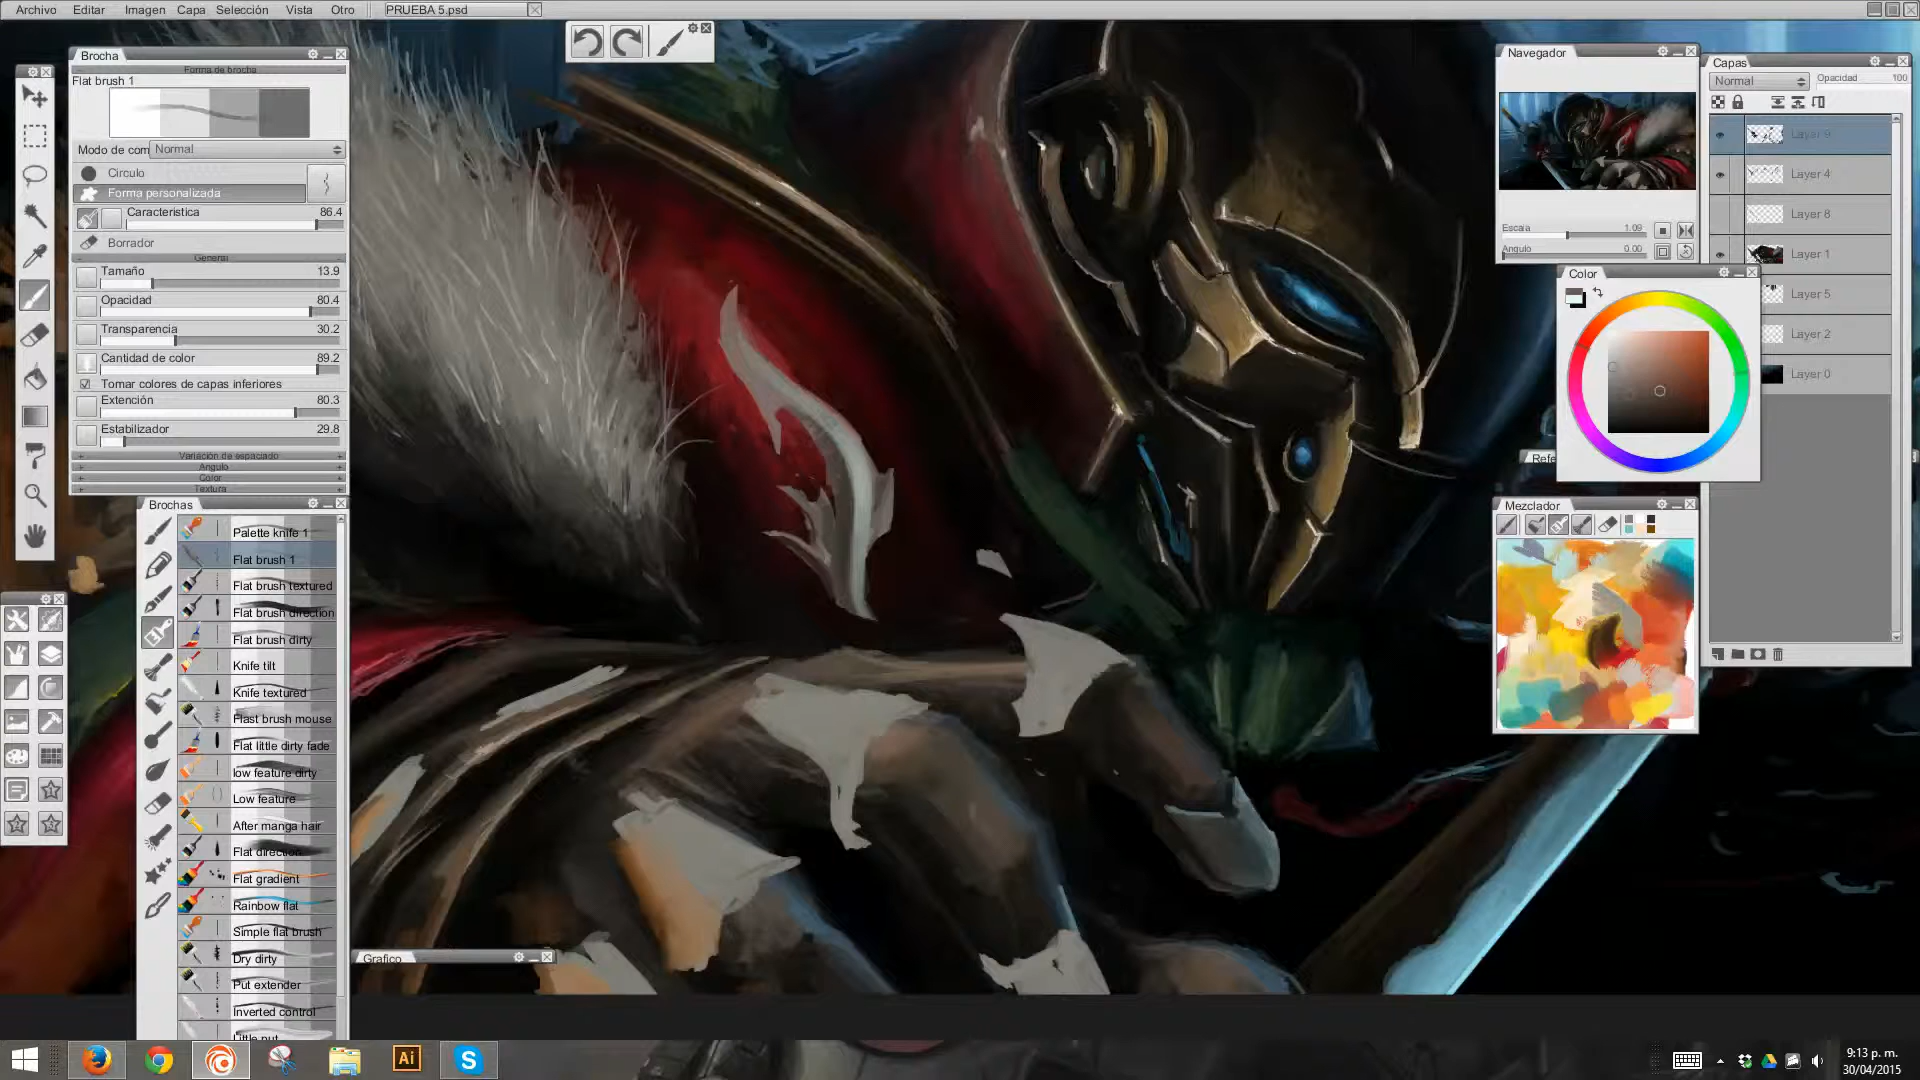 Archivo Editar Imagen Capa Selección Vista Otro PRUEBA 5.psd
Brocha
Forma de brocha
Flat brush 1
Modo de com Normal
Circulo
Forma personalizada
Caracteristica 86.4
Borrador
General
Tamaño 13.9
Opacidad 80.4
Transparencia 30.2
Cantidad de color 89.2
Tomar colores de capas inferiores
Extención 80.3
Estabilizador 29.8
Variación de espaciado
Angulo
Color
Textura
Brochas
Palette knife 1
Flat brush 1
Flat brush textured
Flat brush direction
Flat brush dirty
Knife tilt
Knife textured
Flast brush mouse
Flat little dirty fade
low feature dirty
Low feature
After manga hair
Flat direction
Flat gradient
Rainbow flat
Simple flat brush
Dry dirty
Put extender
Inverted control
Grafico
Navegador
Escala 1.09
Angulo 0.00
Color
Refe
Mezclador
Capas
Normal Opacidad 100
Layer 9
Layer 4
Layer 8
Layer 1
Layer 5
Layer 2
Layer 0
Ai
9:13 p. m.
30/04/2015